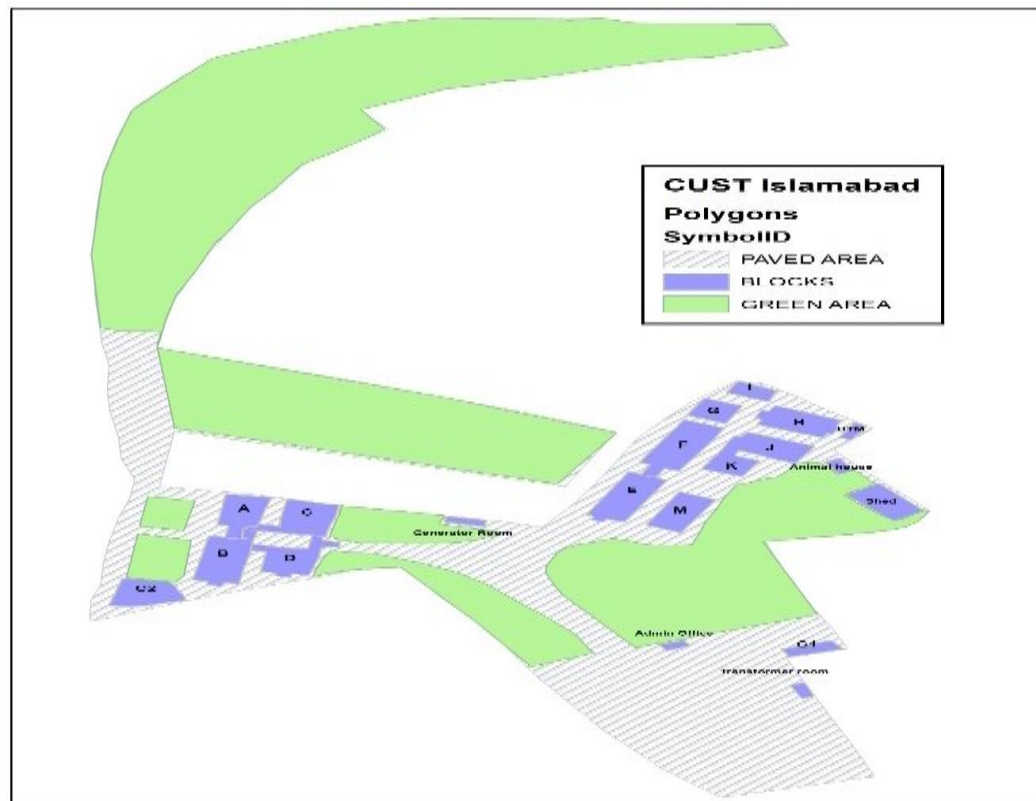 CUST Islamabad
Polygons
SymbolID
PAVED AREA
BLOCKS
GREEN AREA
I
G
H
F
J
K
Animal house
E
Shed
M
A
C
Generator Room
B
D
C2
Admin Office
Transformer room